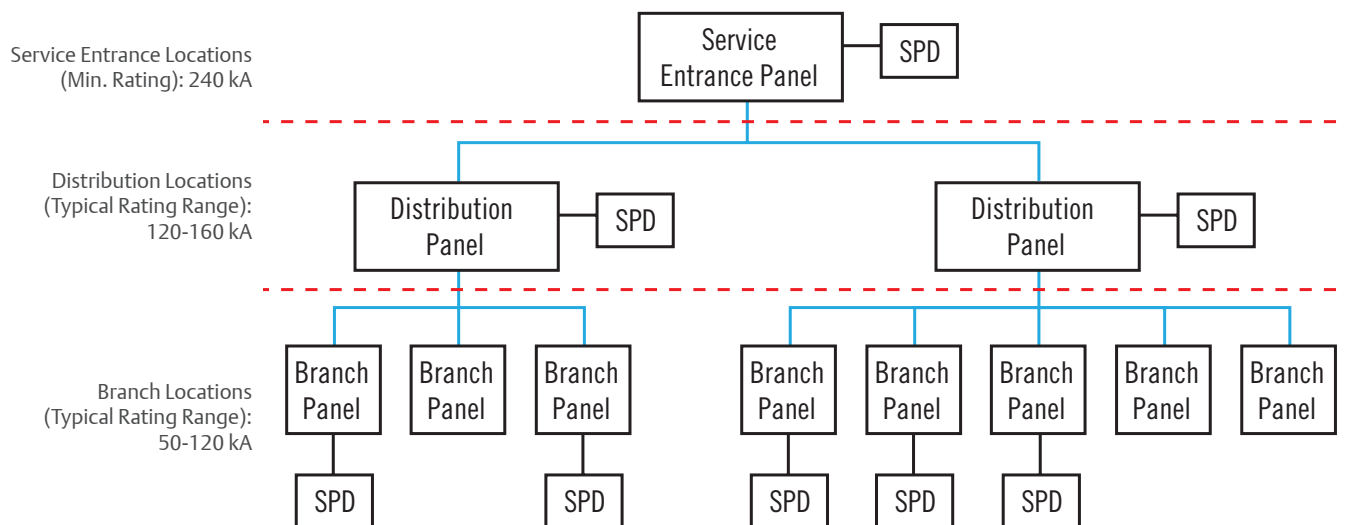 Service Entrance Locations
(Min. Rating): 240 kA
Service
Entrance Panel
SPD
Distribution Locations
(Typical Rating Range):
120-160 kA
Distribution
Panel
SPD
Distribution
Panel
SPD
Branch Locations
(Typical Rating Range):
50-120 kA
Branch
Panel
Branch
Panel
Branch
Panel
Branch
Panel
Branch
Panel
Branch
Panel
Branch
Panel
Branch
Panel
SPD
SPD
SPD
SPD
SPD